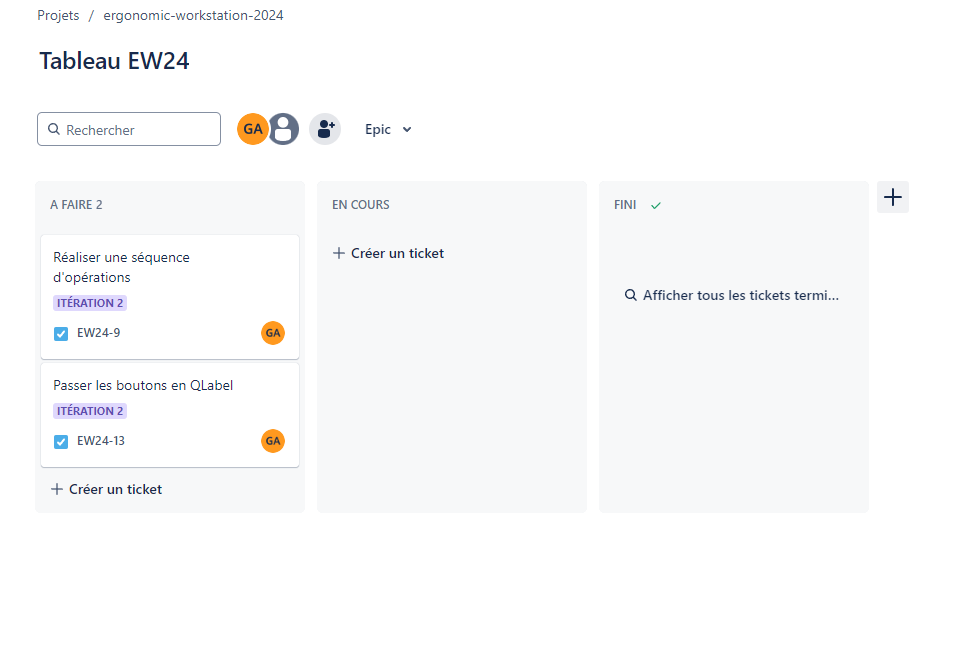 Projets / ergonomic-workstation-2024
Tableau EW24
Rechercher
GA
Epic
A FAIRE 2
Réaliser une séquence
d'opérations
ITÉRATION 2
EW24-9
GA
Passer les boutons en QLabel
ITÉRATION 2
EW24-13
GA
+ Créer un ticket
EN COURS
+ Créer un ticket
FINI
Afficher tous les tickets termi...